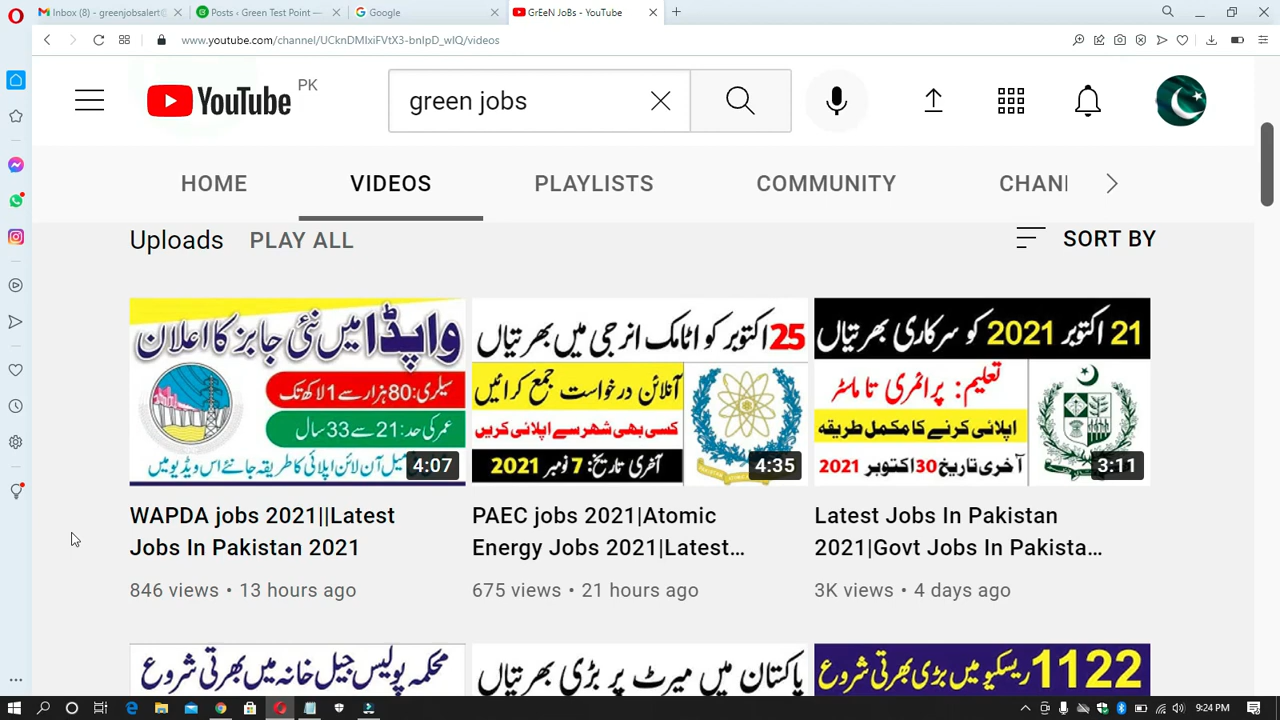 Inbox (8) - greenjobsalert@
Posts ‹ Green Test Point —
Google
GrEeN JoBs - YouTube
www.youtube.com/channel/UCknDMIxiFVtX3-bnIpD_wIQ/videos
YouTube PK
green jobs
HOME VIDEOS PLAYLISTS COMMUNITY CHAN
Uploads PLAY ALL SORT BY
واپڈا میں نئی جابز کا اعلان
سیلری: 80 ہزار سے 1 لاکھ تک
عمر کی حد: 21 سے 33 سال
آن لائن اپلائی کا طریقہ جانئے اس ویڈیو میں
4:07
25 اکتوبر کو اٹامک انرجی میں بھرتیاں
آنلائن درخواست جمع کرائیں
کسی بھی شہر سے اپلائی کریں
آخری تاریخ: 7 نومبر 2021
4:35
21 اکتوبر 2021 کو سرکاری بھرتیاں
تعلیم: پرائمری تا ماسٹر
اپلائی کرنے کا مکمل طریقہ
آخری تاریخ 30 اکتوبر 2021
3:11
WAPDA jobs 2021||Latest
Jobs In Pakistan 2021
846 views • 13 hours ago
PAEC jobs 2021|Atomic
Energy Jobs 2021|Latest...
675 views • 21 hours ago
Latest Jobs In Pakistan
2021|Govt Jobs In Pakista...
3K views • 4 days ago
محکمہ پولیس جیل خانہ میں بھرتی شروع
پاکستان میں میرٹ پر بڑی بھرتیاں
1122 ریسکیو میں بڑی بھرتی شروع
9:24 PM